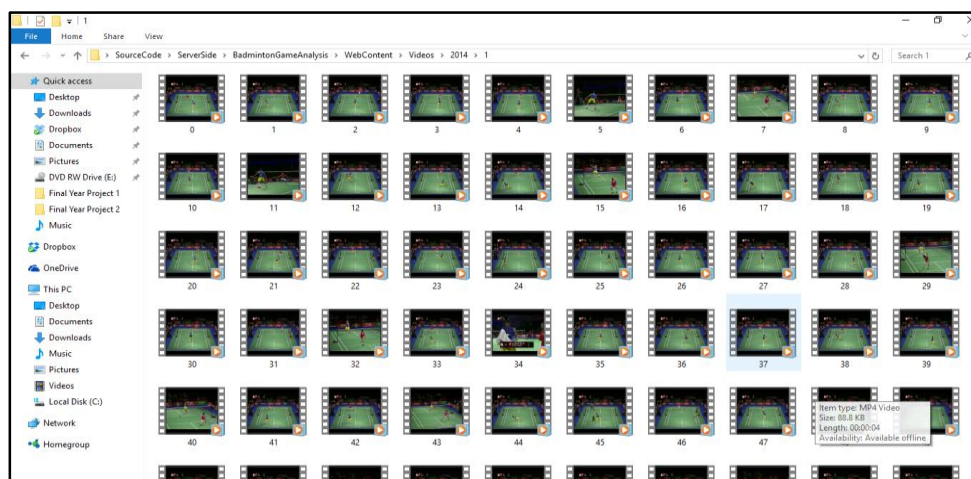 1
File Home Share View
SourceCode > ServerSide > BadmintonGameAnalysis > WebContent > Videos > 2014 > 1
Search 1
Quick access
Desktop
Downloads
Dropbox
Documents
Pictures
DVD RW Drive (E:)
Final Year Project 1
Final Year Project 2
Music
Dropbox
OneDrive
This PC
Desktop
Documents
Downloads
Music
Pictures
Videos
Local Disk (C:)
Network
Homegroup
0 1 2 3 4 5 6 7 8 9
10 11 12 13 14 15 16 17 18 19
20 21 22 23 24 25 26 27 28 29
30 31 32 33 34 35 36 37 38 39
40 41 42 43 44 45 46 47
Item type: MP4 Video
Size: 88.8 KB
Length: 00:00:04
Availability: Available offline